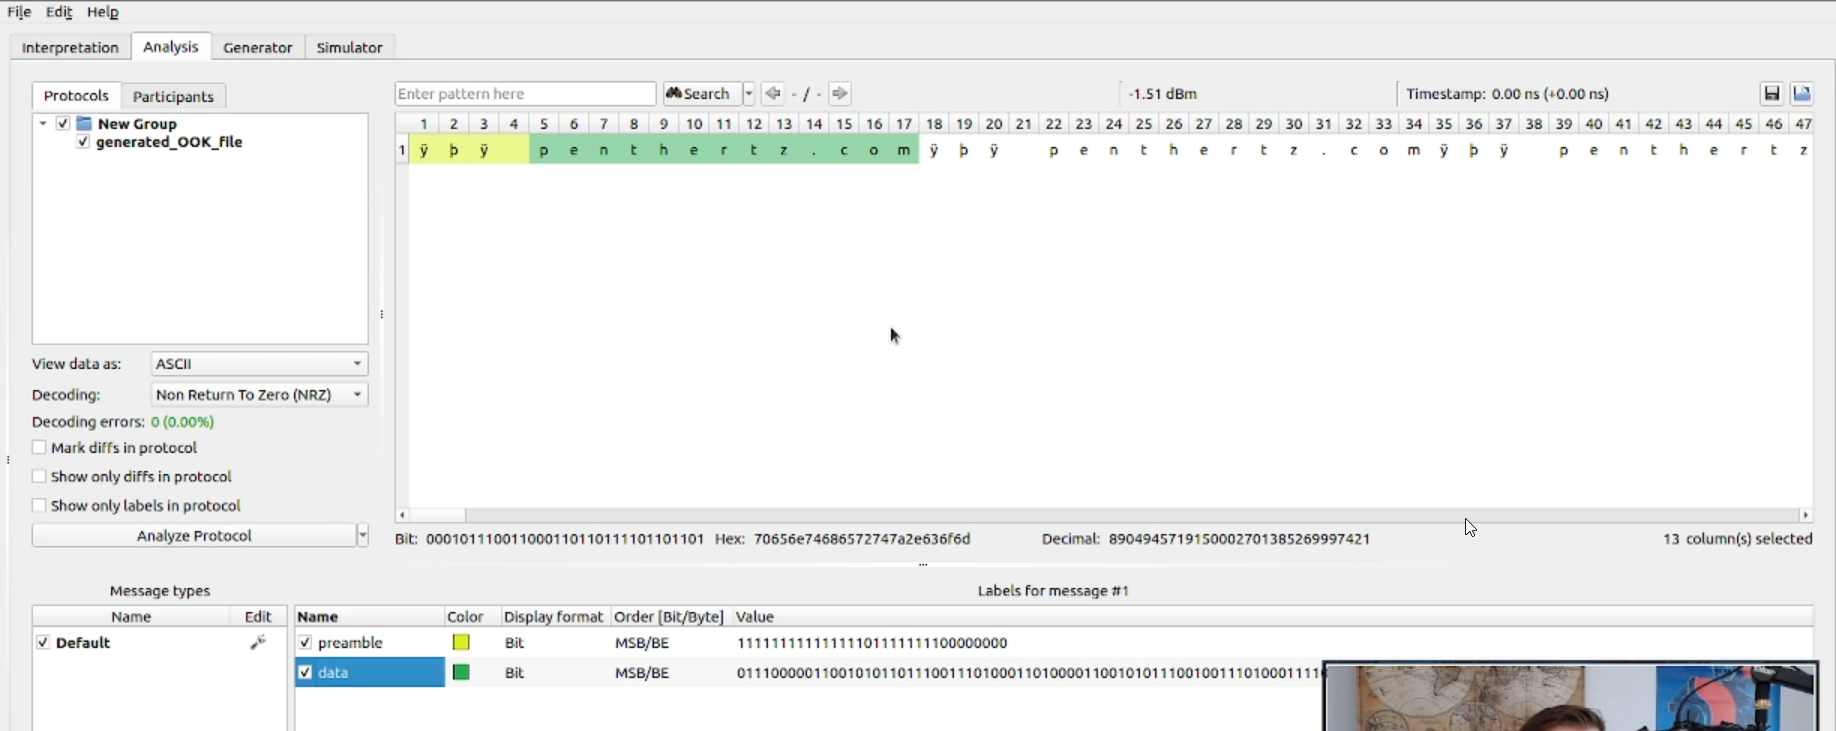 File Edit Help
Interpretation Analysis Generator Simulator
Protocols Participants
New Group
generated_OOK_file
View data as: ASCII
Decoding: Non Return To Zero (NRZ)
Decoding errors: 0 (0.00%)
Mark diffs in protocol
Show only diffs in protocol
Show only labels in protocol
Analyze Protocol
Enter pattern here Search - / - -1.51 dBm Timestamp: 0.00 ns (+0.00 ns)
1 2 3 4 5 6 7 8 9 10 11 12 13 14 15 16 17 18 19 20 21 22 23 24 25 26 27 28 29 30 31 32 33 34 35 36 37 38 39 40 41 42 43 44 45 46 47
1 ÿ þ ÿ p e n t h e r t z . c o m ÿ þ ÿ p e n t h e r t z . c o m ÿ þ ÿ p e n t h e r t z
Bit: 000101110011000110110111101101101 Hex: 70656e74686572747a2e636f6d Decimal: 8904945719150002701385269997421 13 column(s) selected
Message types
Name Edit
Default
Labels for message #1
Name Color Display format Order [Bit/Byte] Value
preamble Bit MSB/BE 11111111111111101111111100000000
data Bit MSB/BE 0111000001100101011011100111010001101000011001010111001001110100011110